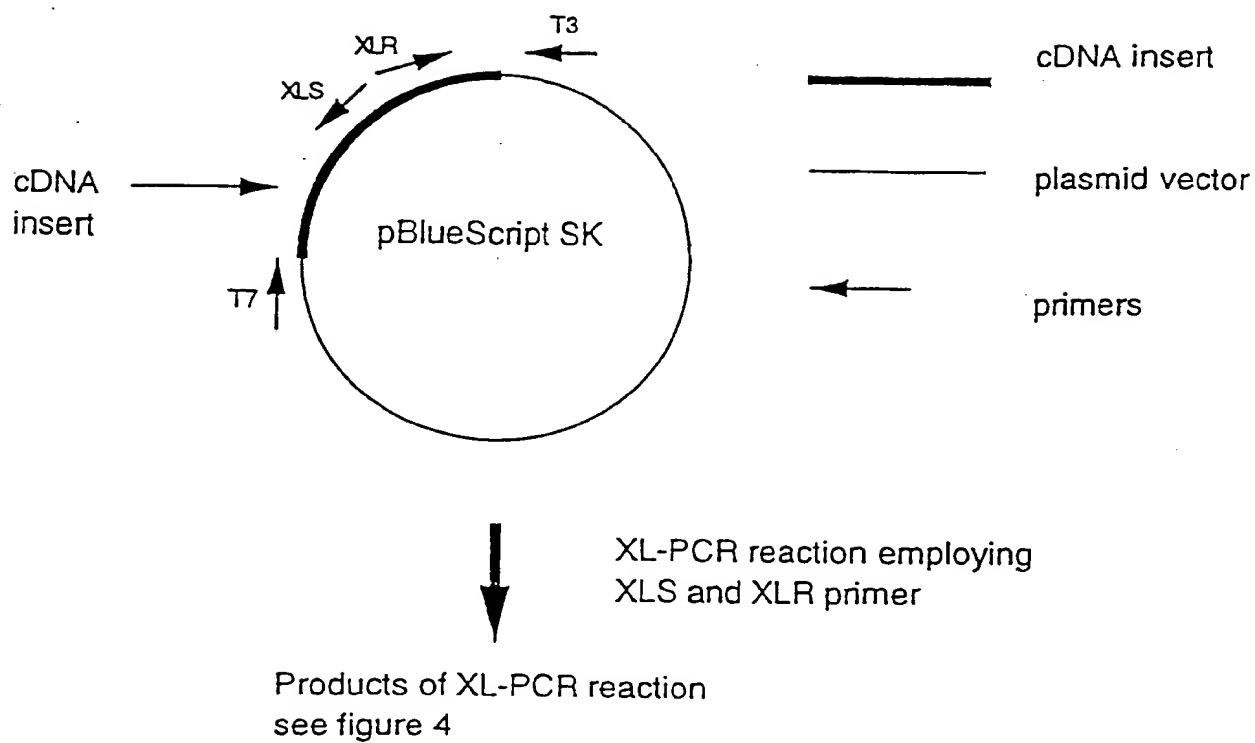 T3
XLR
XLS
cDNA insert
cDNA
insert
plasmid vector
pBlueScript SK
T7
primers
XL-PCR reaction employing
XLS and XLR primer
Products of XL-PCR reaction
see figure 4